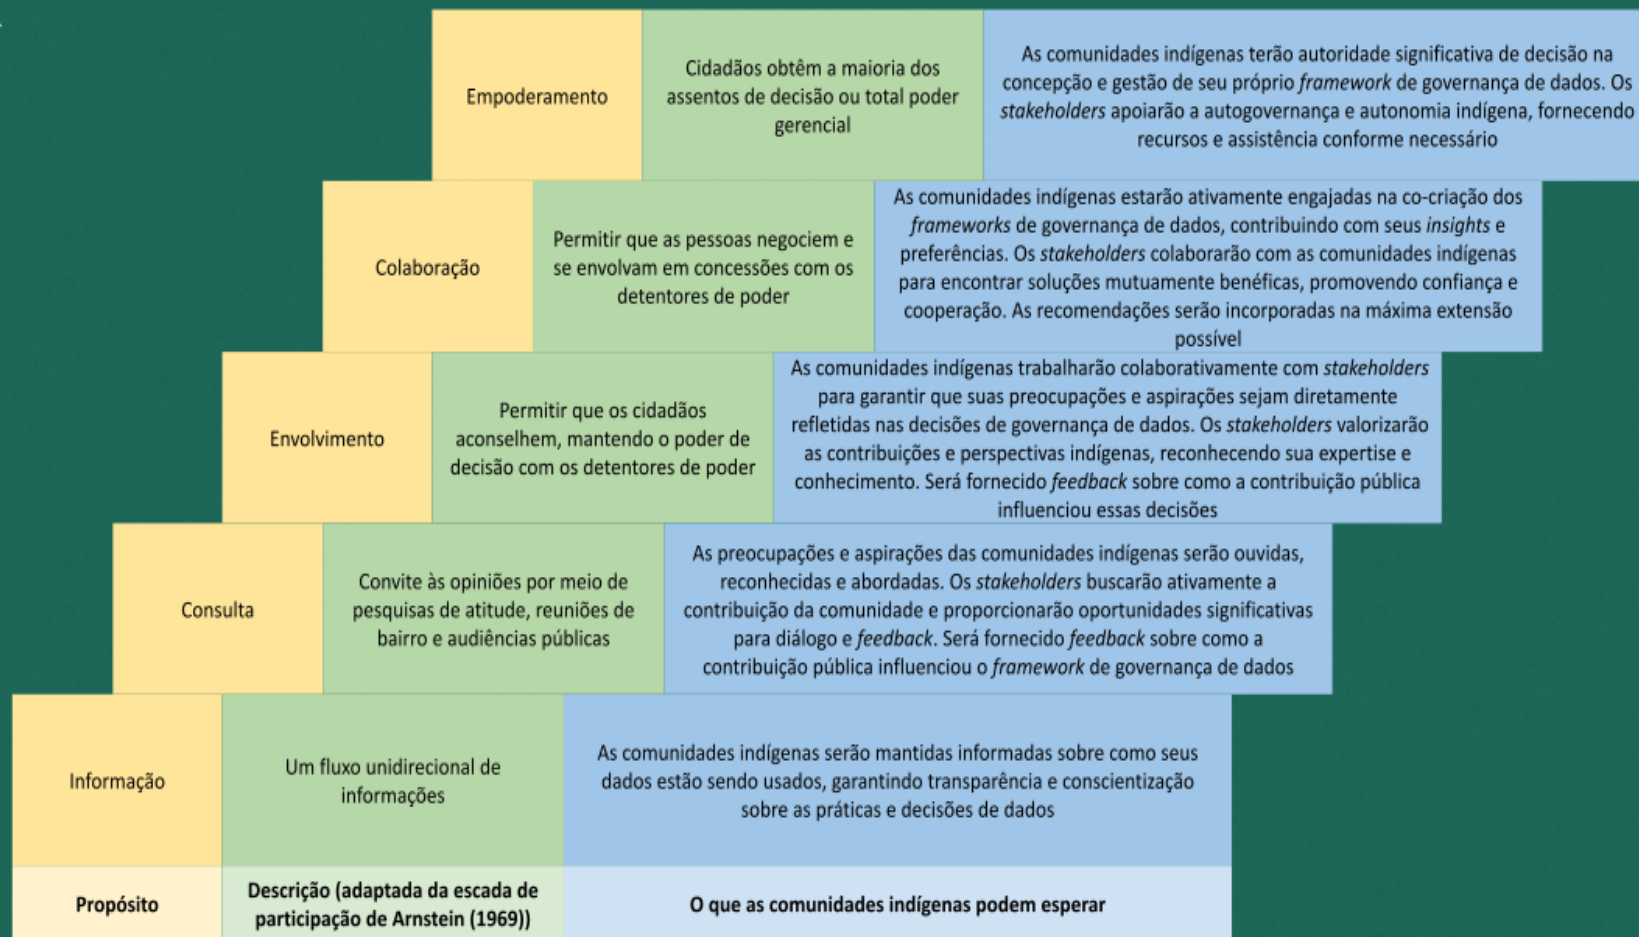 Empoderamento
Cidadãos obtêm a maioria dos
assentos de decisão ou total poder
gerencial
As comunidades indígenas terão autoridade significativa de decisão na
concepção e gestão de seu próprio framework de governança de dados. Os
stakeholders apoiarão a autogovernança e autonomia indígena, fornecendo
recursos e assistência conforme necessário
Colaboração
Permitir que as pessoas negociem e
se envolvam em concessões com os
detentores de poder
As comunidades indígenas estarão ativamente engajadas na co-criação dos
frameworks de governança de dados, contribuindo com seus insights e
preferências. Os stakeholders colaborarão com as comunidades indígenas
para encontrar soluções mutuamente benéficas, promovendo confiança e
cooperação. As recomendações serão incorporadas na máxima extensão
possível
Envolvimento
Permitir que os cidadãos
aconselhem, mantendo o poder de
decisão com os detentores de poder
As comunidades indígenas trabalharão colaborativamente com stakeholders
para garantir que suas preocupações e aspirações sejam diretamente
refletidas nas decisões de governança de dados. Os stakeholders valorizarão
as contribuições e perspectivas indígenas, reconhecendo sua expertise e
conhecimento. Será fornecido feedback sobre como a contribuição pública
influenciou essas decisões
Consulta
Convite às opiniões por meio de
pesquisas de atitude, reuniões de
bairro e audiências públicas
As preocupações e aspirações das comunidades indígenas serão ouvidas,
reconhecidas e abordadas. Os stakeholders buscarão ativamente a
contribuição da comunidade e proporcionarão oportunidades significativas
para diálogo e feedback. Será fornecido feedback sobre como a
contribuição pública influenciou o framework de governança de dados
Informação
Um fluxo unidirecional de
informações
As comunidades indígenas serão mantidas informadas sobre como seus
dados estão sendo usados, garantindo transparência e conscientização
sobre as práticas e decisões de dados
Propósito
Descrição (adaptada da escada de
participação de Arnstein (1969))
O que as comunidades indígenas podem esperar